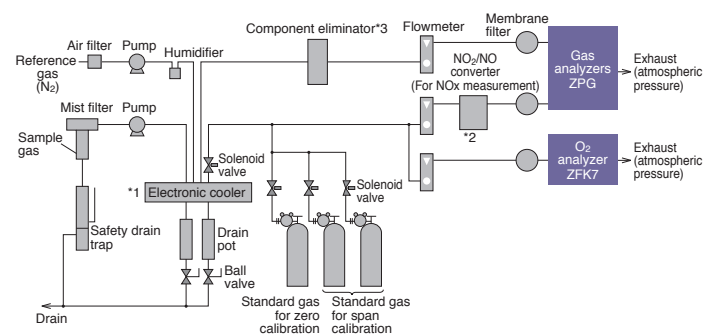 Component eliminator*3
Flowmeter
Membrane
filter
Air filter
Pump
Humidifier
Reference
gas
(N₂)
NO₂/NO
converter
(For NOx measurement)
*2
Gas
analyzers
ZPG
Exhaust
(atmospheric
pressure)
Mist filter
Pump
Sample
gas
Solenoid
valve
*1
Electronic cooler
Solenoid
valve
O₂
analyzer
ZFK7
Exhaust
(atmospheric
pressure)
Safety drain
trap
Drain
pot
Ball
valve
Drain
Standard gas
for zero
calibration
Standard gas
for span
calibration